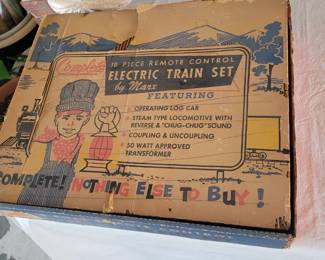 Complete
18 PIECE REMOTE CONTROL
ELECTRIC TRAIN SET
by Marx
FEATURING
• OPERATING LOG CAR
• STEAM TYPE LOCOMOTIVE WITH
REVERSE & "CHUG-CHUG" SOUND
• COUPLING & UNCOUPLING
• 50 WATT APPROVED
TRANSFORMER
COMPLETE! NOTHING ELSE TO BUY!